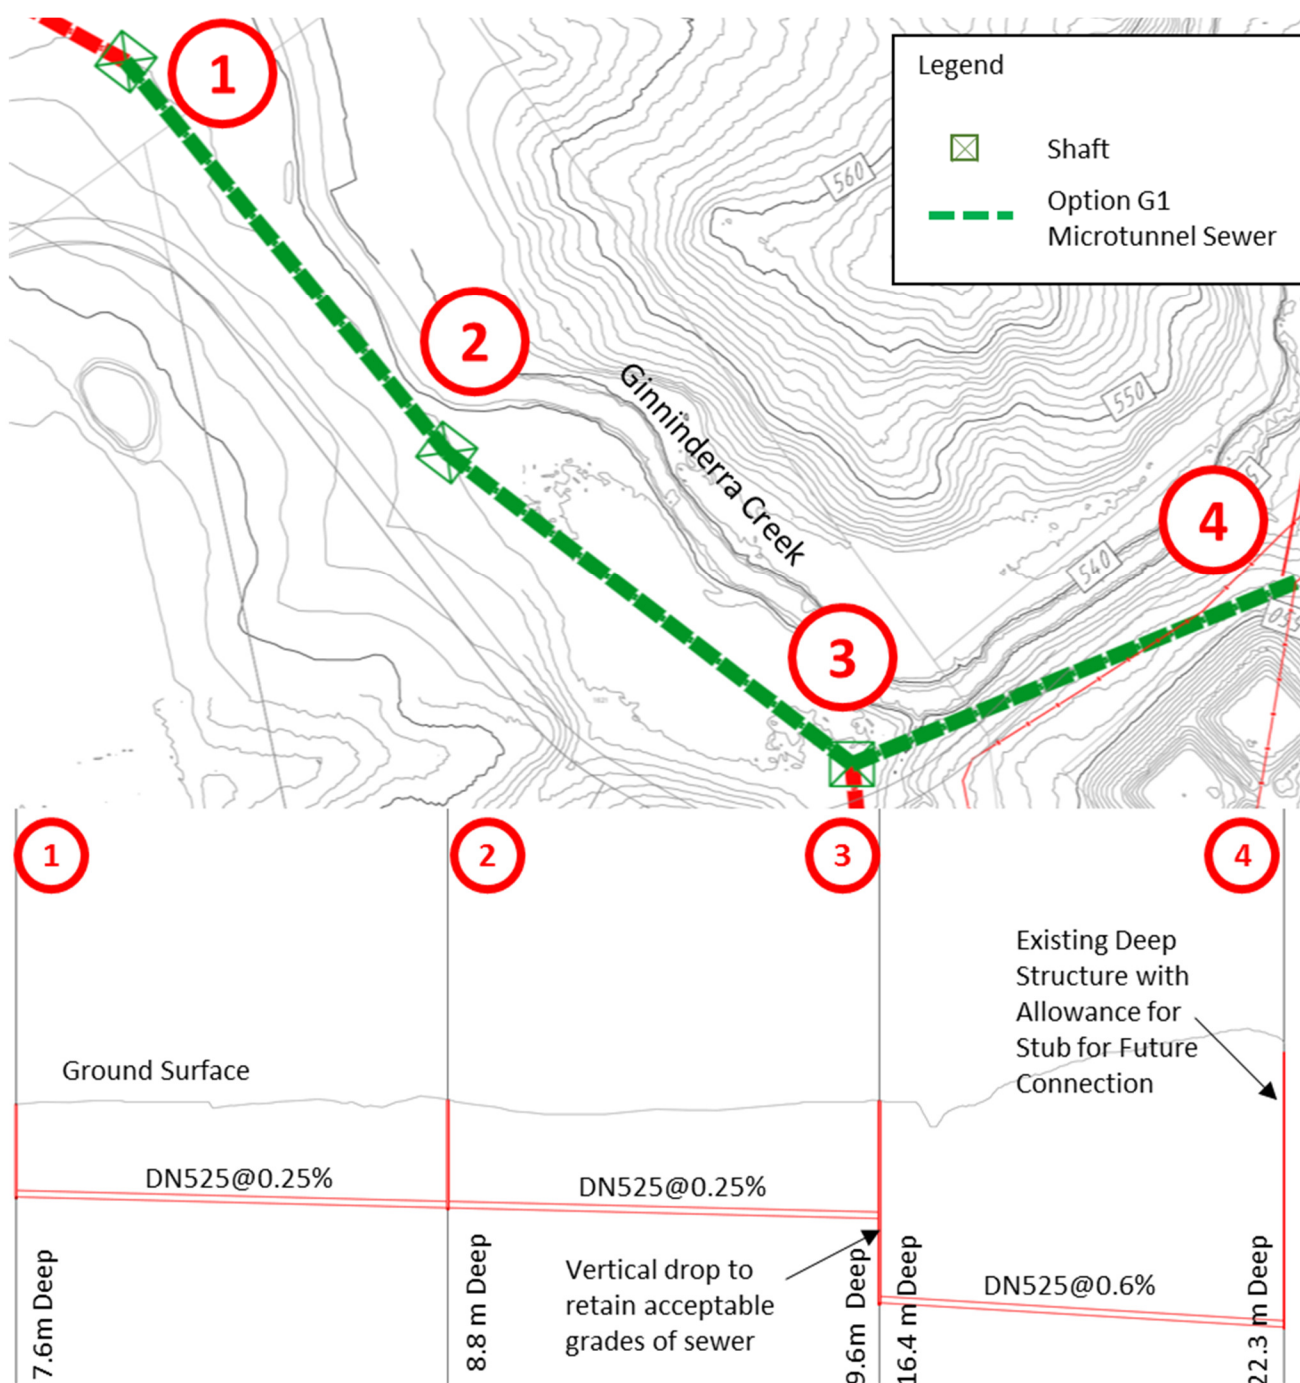 1
Legend
Shaft
Option G1
Microtunnel Sewer
560
2
Ginninderra Creek
550
4
540
3
1
2
3
4
Existing Deep
Structure with
Allowance for
Stub for Future
Connection
Ground Surface
DN525@0.25%
DN525@0.25%
Vertical drop to
retain acceptable
grades of sewer
DN525@0.6%
7.6m Deep
8.8 m Deep
9.6m Deep
16.4 m Deep
22.3 m Deep